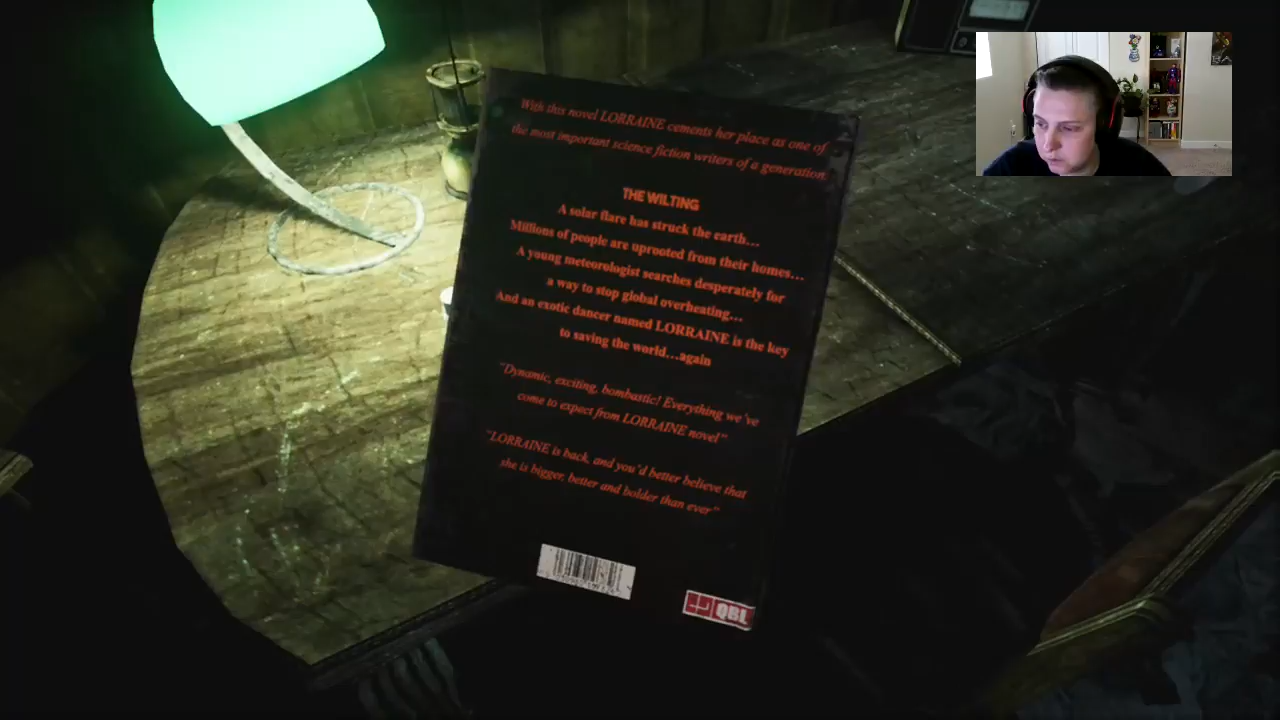 With this novel LORRAINE cements her place as one of
the most important science fiction writers of a generation
THE WILTING
A solar flare has struck the earth...
Millions of people are uprooted from their homes...
A young meteorologist searches desperately for
a way to stop global overheating...
And an exotic dancer named LORRAINE is the key
to saving the world...again
"Dynamic, exciting, bombastic! Everything we've
come to expect from LORRAINE novel"
"LORRAINE is back, and you'd better believe that
she is bigger, better and bolder than ever"
QBL